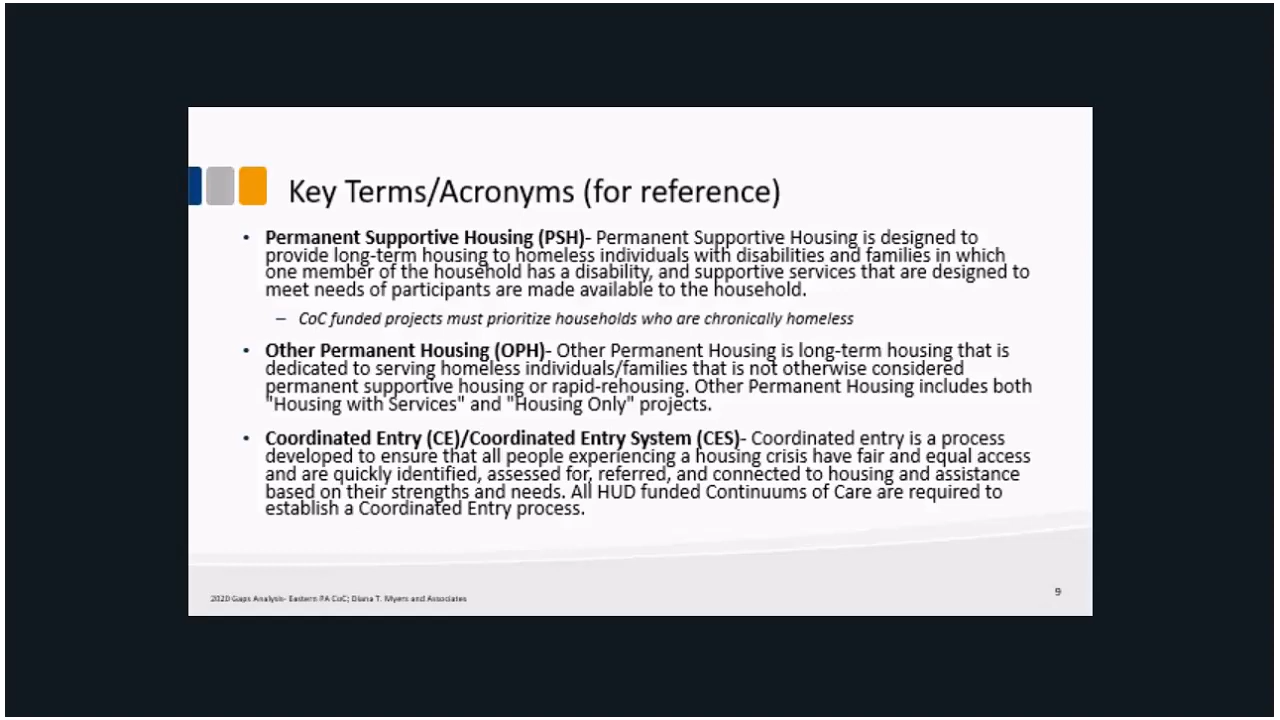 Key Terms/Acronyms (for reference)
• Permanent Supportive Housing (PSH)- Permanent Supportive Housing is designed to
provide long-term housing to homeless individuals with disabilities and families in which
one member of the household has a disability, and supportive services that are designed to
meet needs of participants are made available to the household.
– CoC funded projects must prioritize households who are chronically homeless
• Other Permanent Housing (OPH)- Other Permanent Housing is long-term housing that is
dedicated to serving homeless individuals/families that is not otherwise considered
permanent supportive housing or rapid-rehousing. Other Permanent Housing includes both
"Housing with Services" and "Housing Only" projects.
• Coordinated Entry (CE)/Coordinated Entry System (CES)- Coordinated entry is a process
developed to ensure that all people experiencing a housing crisis have fair and equal access
and are quickly identified, assessed for, referred, and connected to housing and assistance
based on their strengths and needs. All HUD funded Continuums of Care are required to
establish a Coordinated Entry process.
2020 Gaps Analysis- Eastern PA CoC; Diana T. Myers and Associates
9